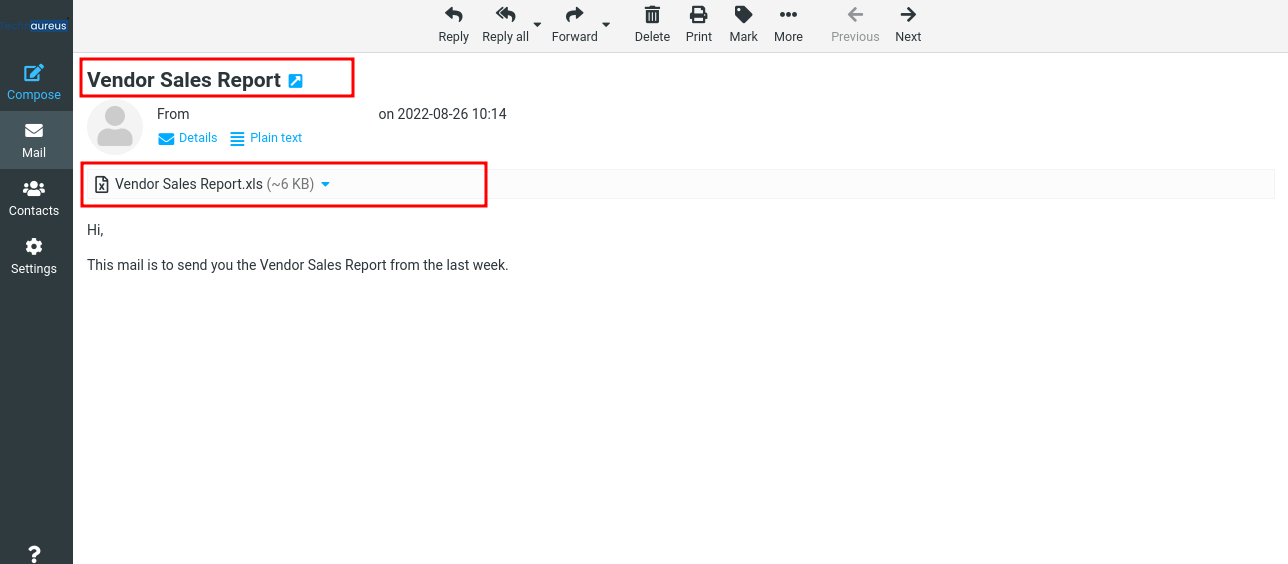 aureus
Reply Reply all Forward Delete Print Mark More Previous Next
Compose
Mail
Contacts
Settings
?
Vendor Sales Report
From on 2022-08-26 10:14
Details Plain text
Vendor Sales Report.xls (~6 KB)
Hi,
This mail is to send you the Vendor Sales Report from the last week.